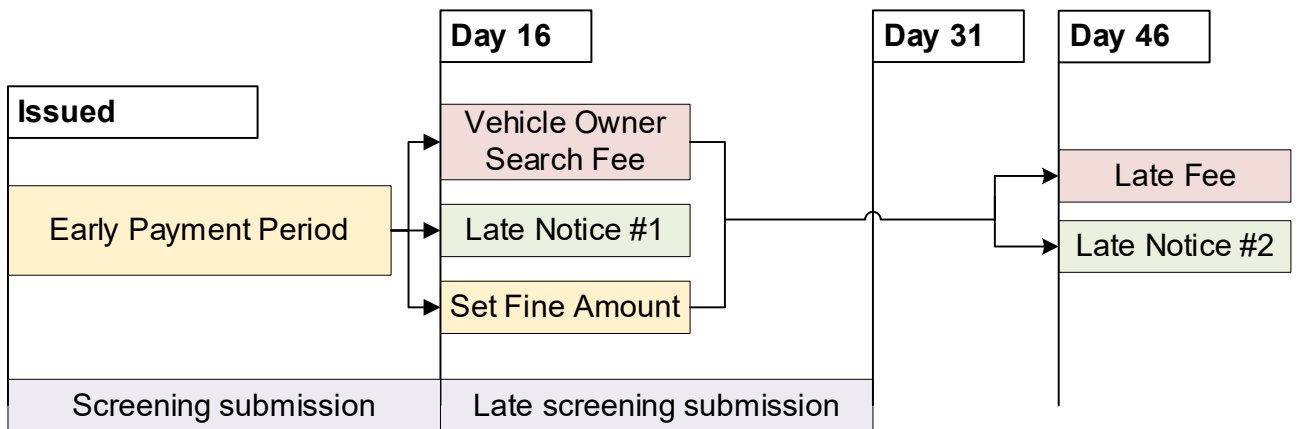 Issued
Early Payment Period
Day 16
Vehicle Owner
Search Fee
Late Notice #1
Set Fine Amount
Day 31
Day 46
Late Fee
Late Notice #2
Screening submission
Late screening submission